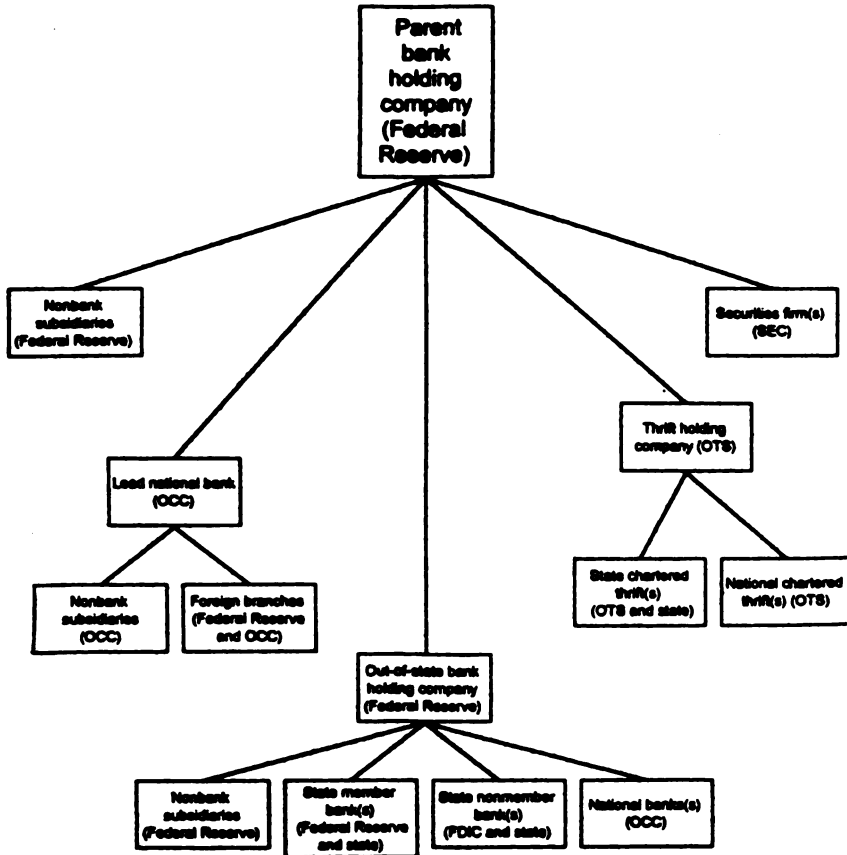 Parent
bank
holding
company
(Federal
Reserve)
Nonbank
subsidiaries
(Federal Reserve)
Securities firm(s)
(SEC)
Thrift holding
company (OTS)
Lead national bank
(OCC)
State chartered
thrift(s)
(OTS and state)
National chartered
thrift(s) (OTS)
Nonbank
subsidiaries
(OCC)
Foreign branches
(Federal Reserve
and OCC)
Out-of-state bank
holding company
(Federal Reserve)
Nonbank
subsidiaries
(Federal Reserve)
State member
bank(s)
(Federal Reserve
and state)
State nonmember
bank(s)
(FDIC and state)
National banks(s)
(OCC)